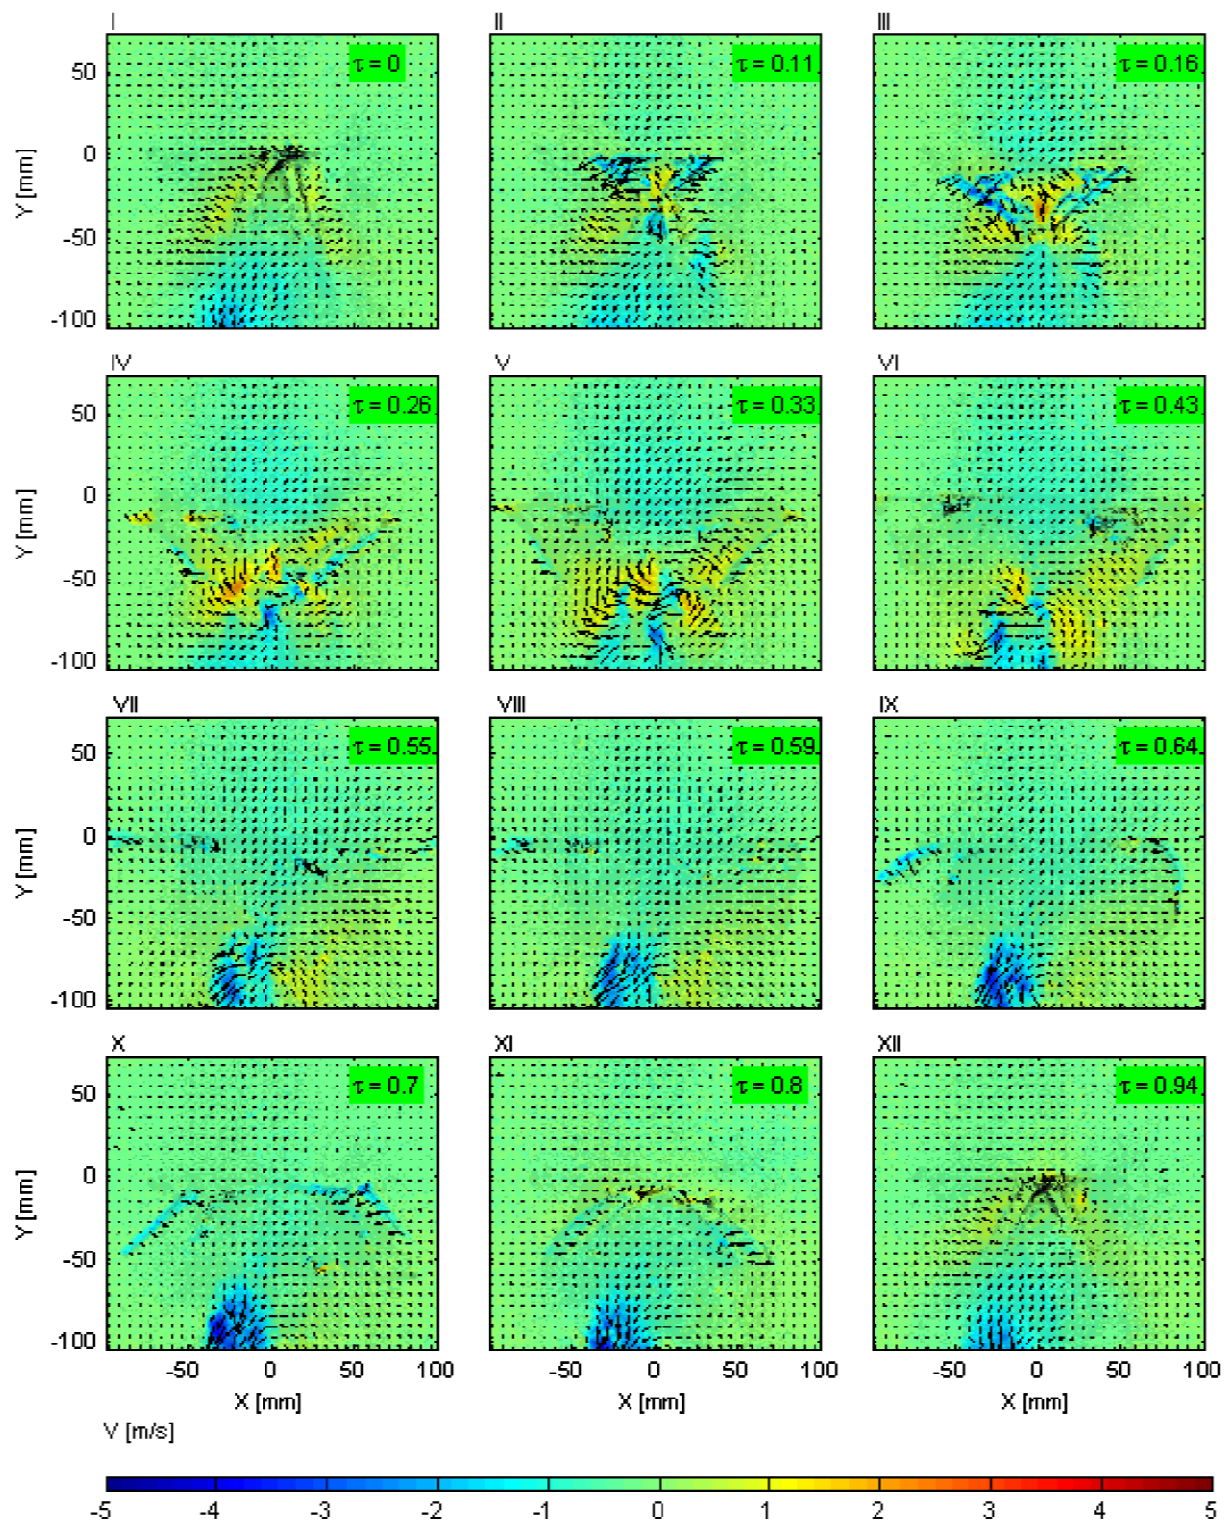 I II III
τ = 0 τ = 0.11 τ = 0.16
50
0
-50
-100
Y [mm]
IV V VI
τ = 0.26 τ = 0.33 τ = 0.43
50
0
-50
-100
Y [mm]
VII VIII IX
τ = 0.55 τ = 0.59 τ = 0.64
50
0
-50
-100
Y [mm]
X XI XII
τ = 0.7 τ = 0.8 τ = 0.94
50
0
-50
-100
Y [mm]
-50 0 50 100 -50 0 50 100 -50 0 50 100
X [mm] X [mm] X [mm]
V [m/s]
-5 -4 -3 -2 -1 0 1 2 3 4 5